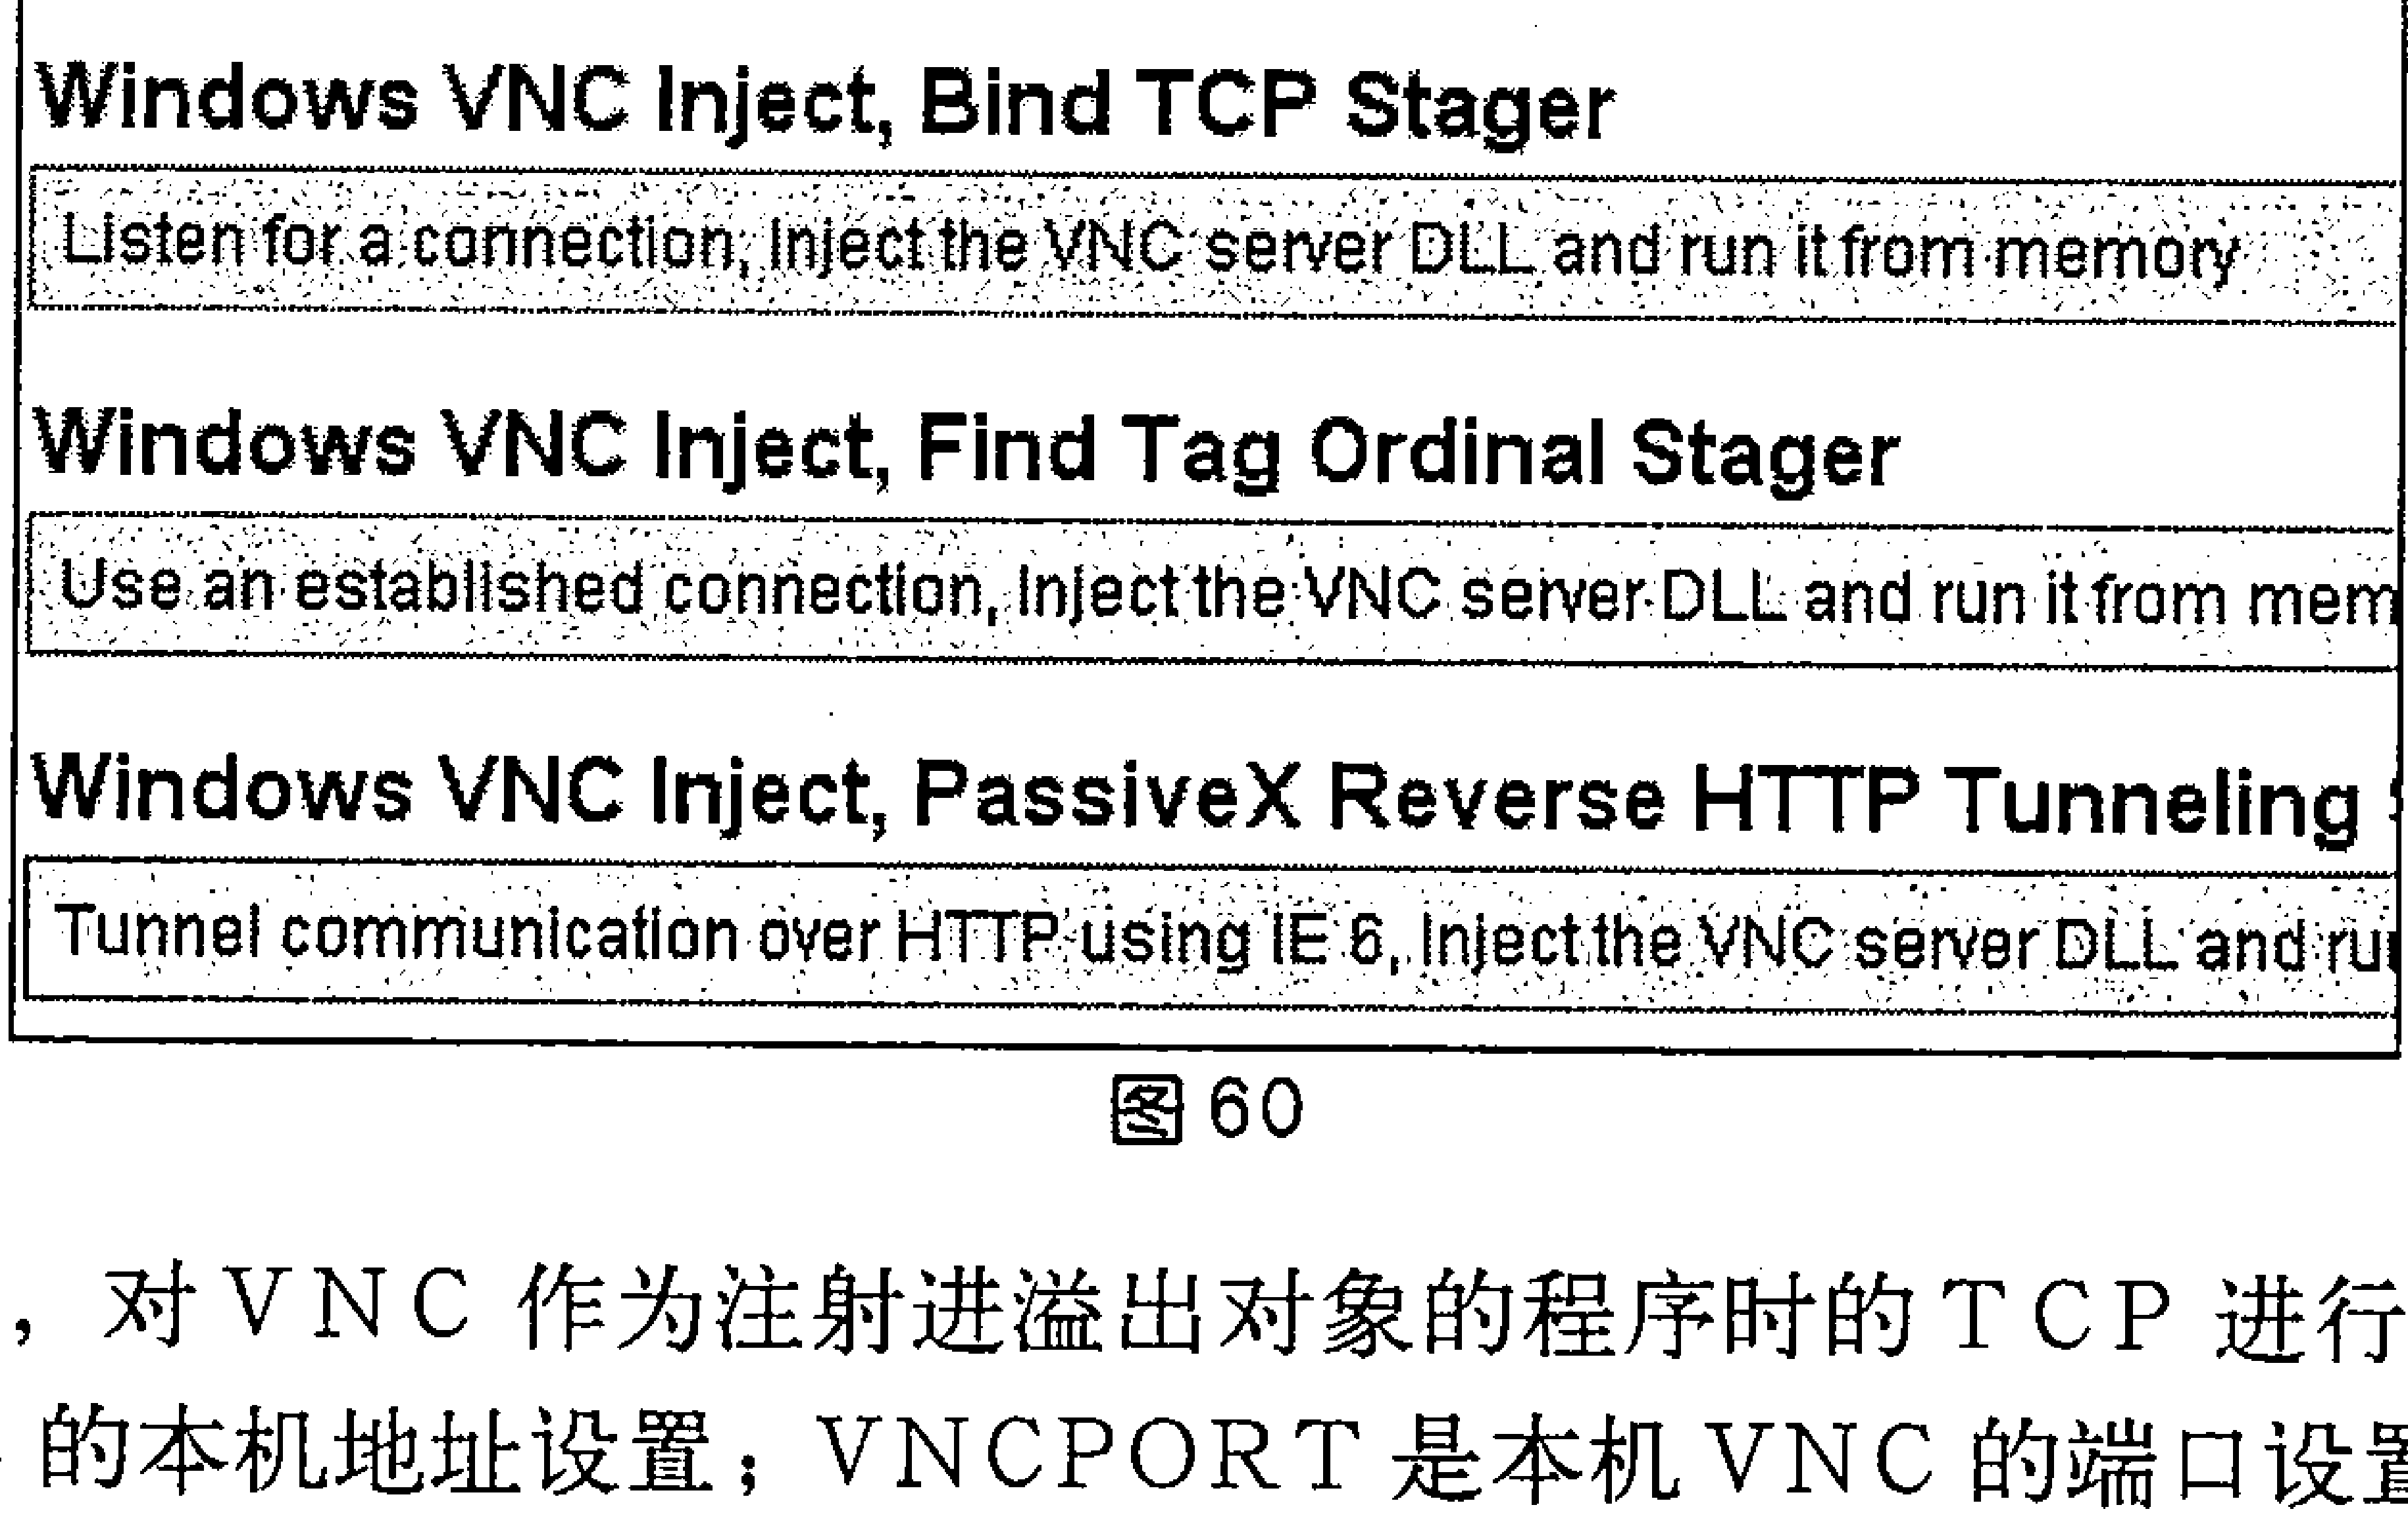 Windows VNC Inject, Bind TCP Stager
Listen for a connection, Inject the VNC server DLL and run it from memory
Windows VNC Inject, Find Tag Ordinal Stager
Use an established connection, Inject the VNC server DLL and run it from mem
Windows VNC Inject, PassiveX Reverse HTTP Tunneling
Tunnel communication over HTTP using IE 6, Inject the VNC server DLL and ru
图 60
，对 VNC 作为注射进溢出对象的程序时的 TCP 进行
的本机地址设置；VNCPORT 是本机 VNC 的端口设置